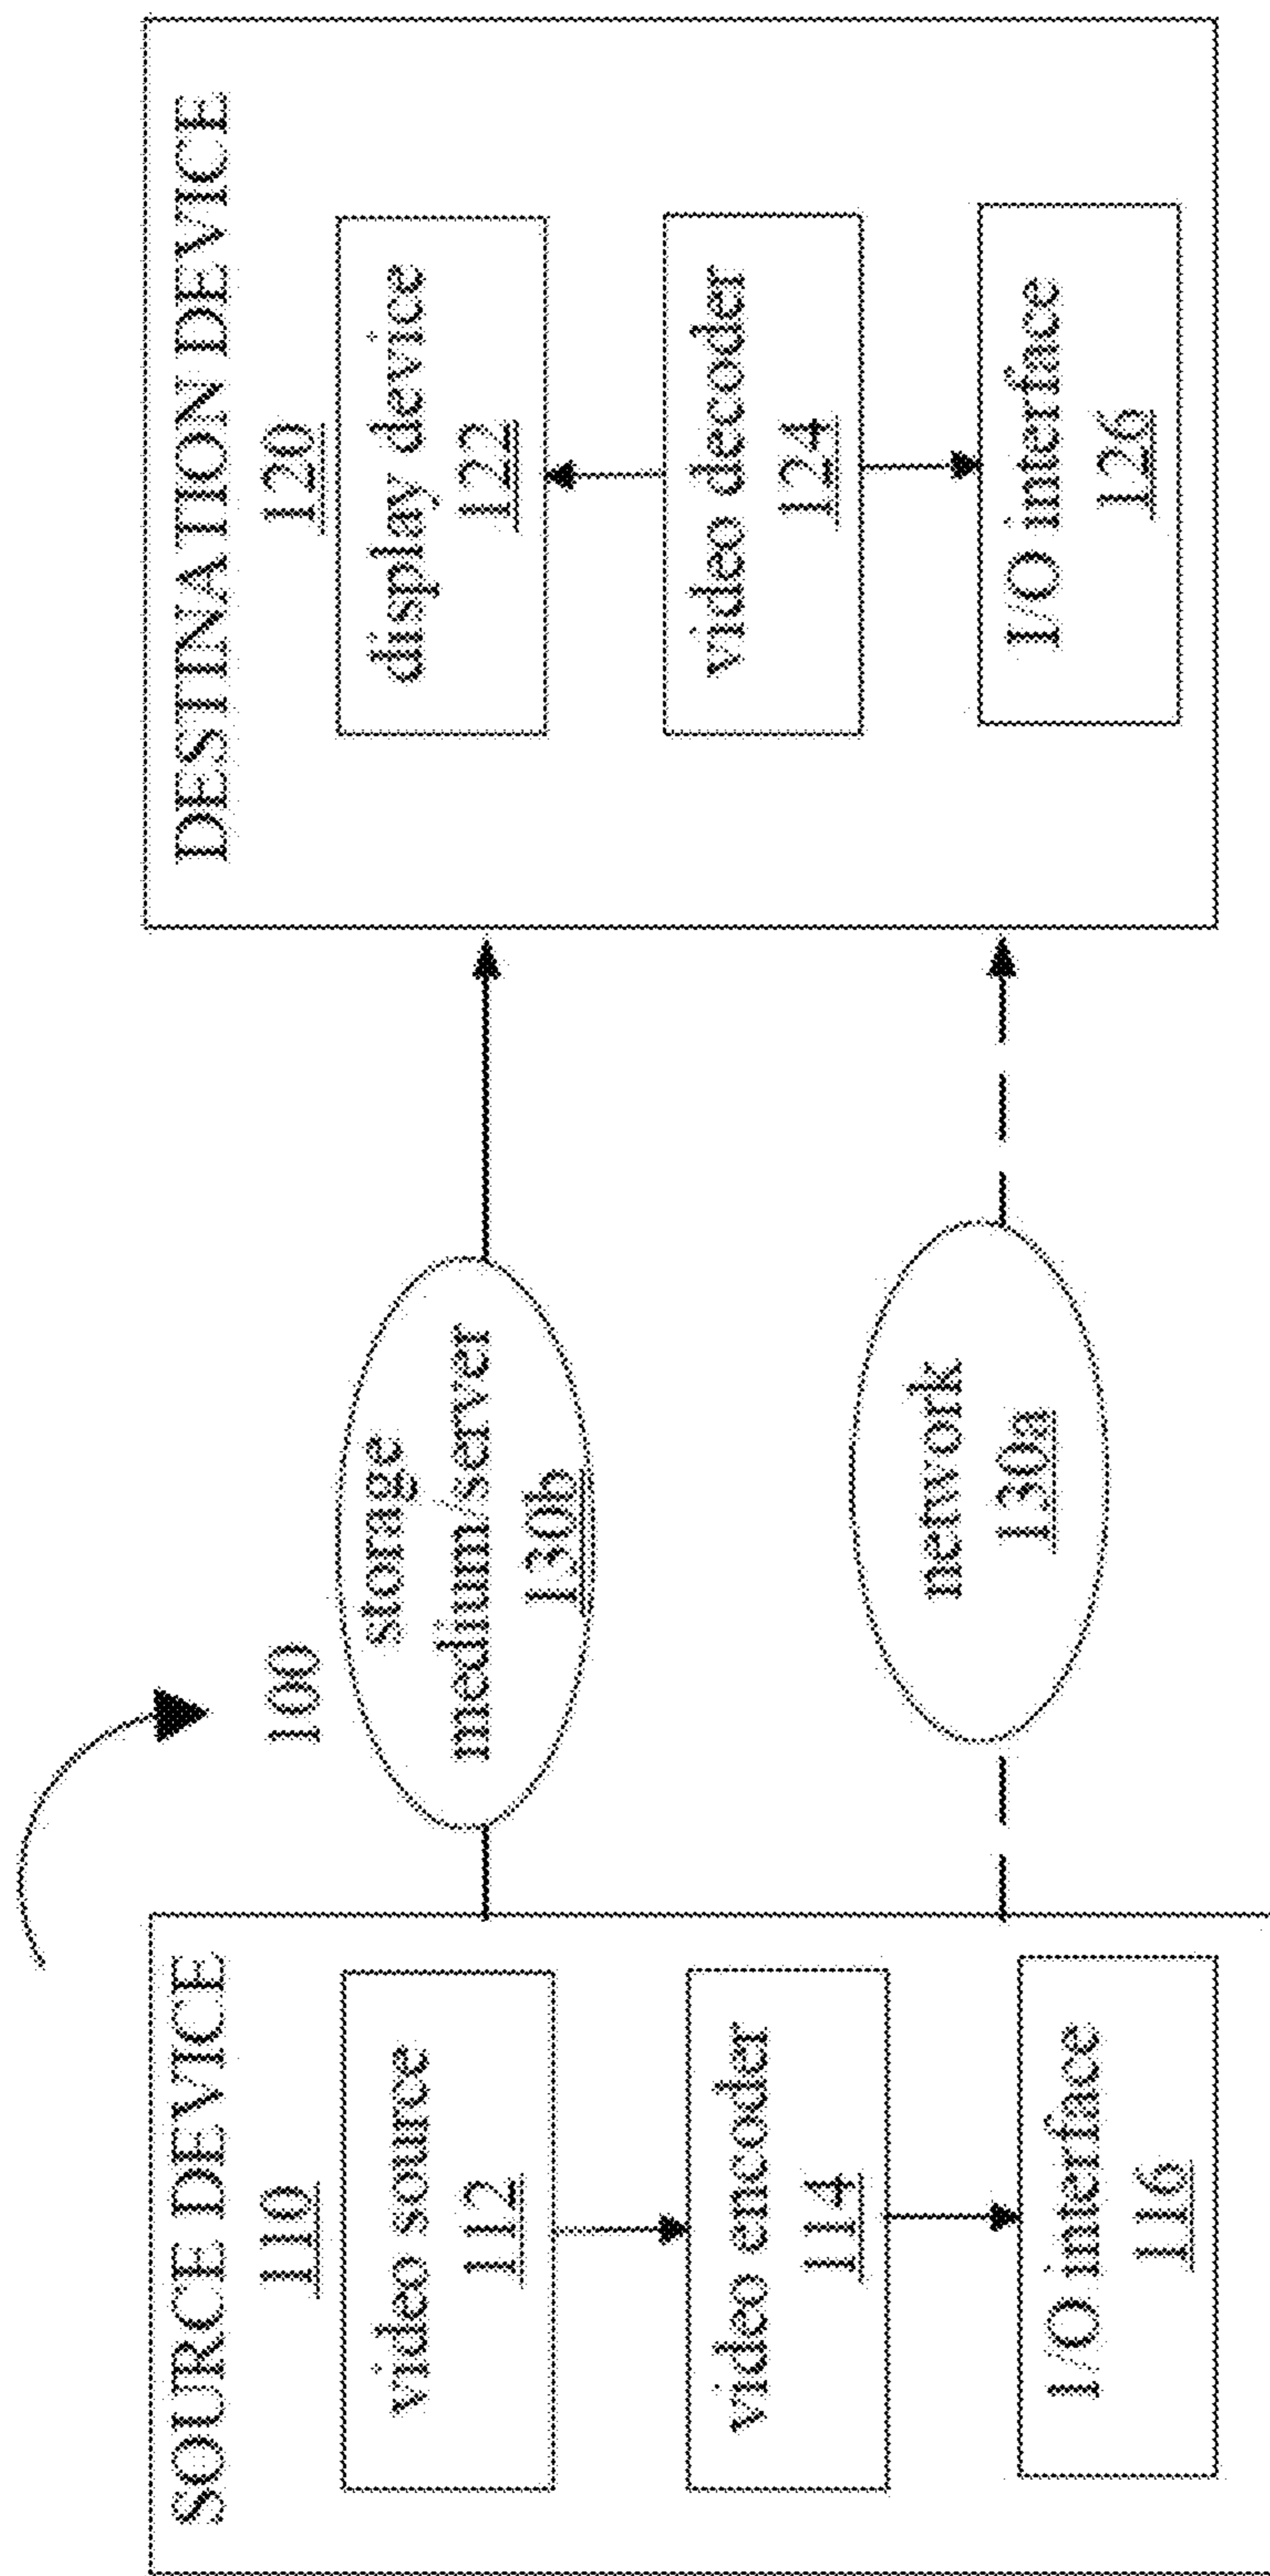 100
SOURCE DEVICE
110
video source
112
video encoder
114
I/O interface
116
storage
medium/server
130b
network
130a
DESTINATION DEVICE
120
display device
122
video decoder
124
I/O interface
126